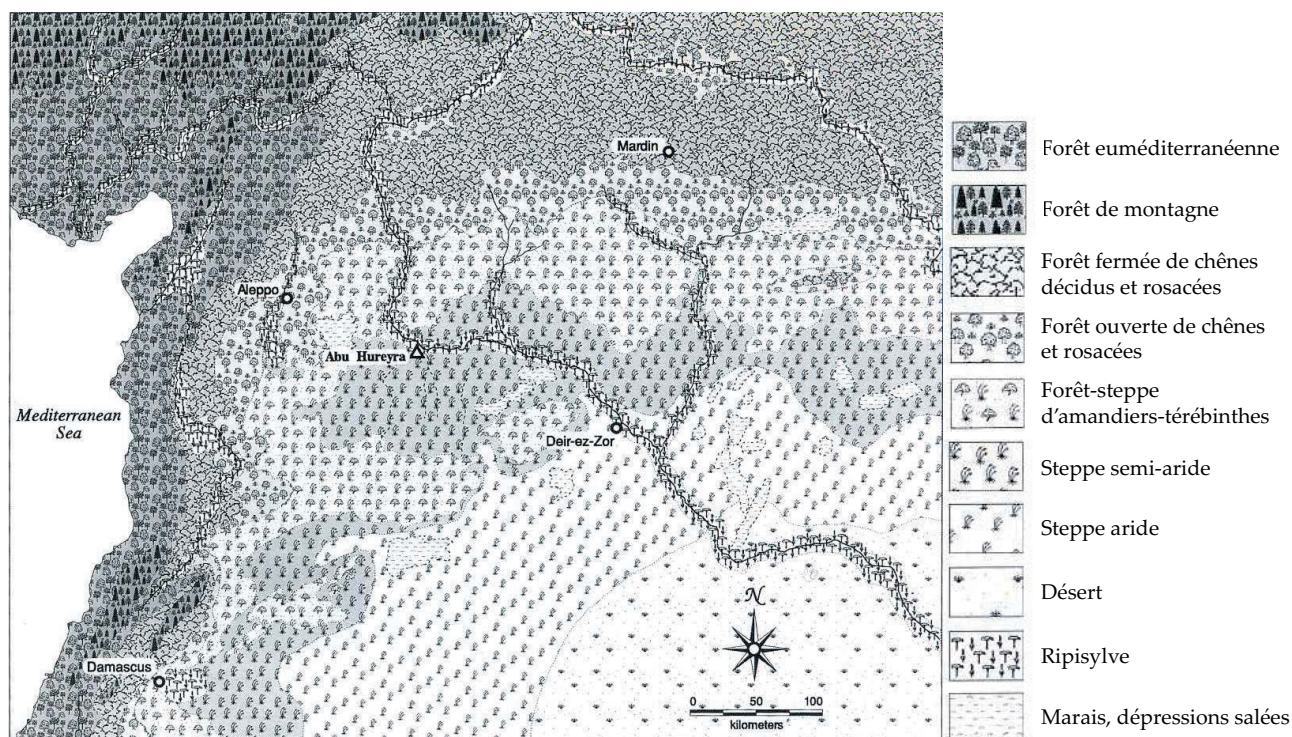 Mardin
Aleppo
Abu Hureyra
Mediterranean
Sea
Deir-ez-Zor
N
Damascus
0 50 100
kilometers
Forêt euméditerranéenne
Forêt de montagne
Forêt fermée de chênes
décidus et rosacées
Forêt ouverte de chênes
et rosacées
Forêt-steppe
d’amandiers-térébinthes
Steppe semi-aride
Steppe aride
Désert
Ripisylve
Marais, dépressions salées